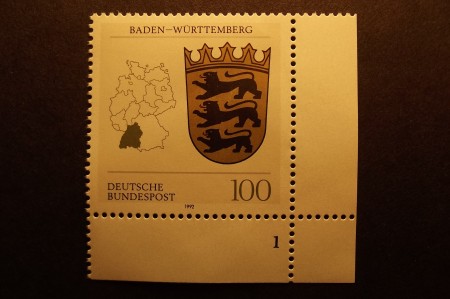 BADEN–WÜRTTEMBERG
DEUTSCHE
BUNDESPOST
100
1992
1